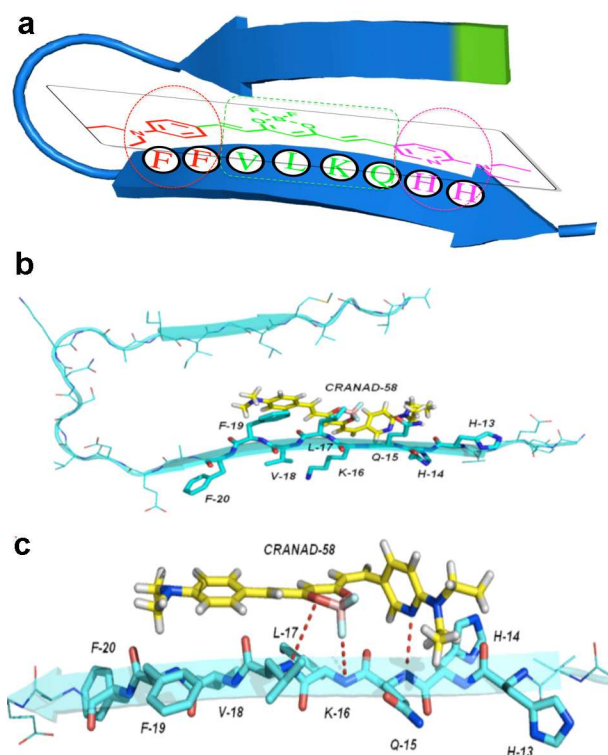 a
F F
O O
B
F F V L K Q H H
b
CRANAD-58
F-19
H-13
L-17
Q-15
V-18
K-16
H-14
F-20
c
CRANAD-58
H-14
F-20
L-17
V-18
K-16
F-19
Q-15
H-13